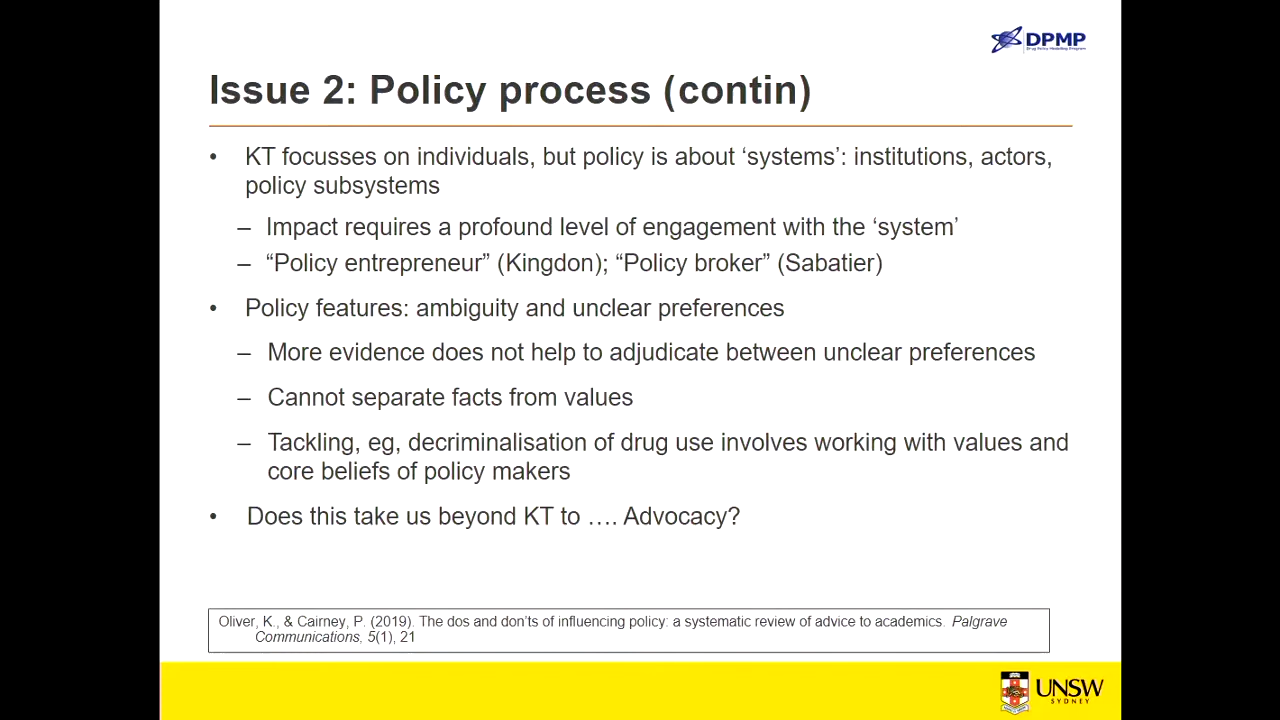 DPMP
Drug Policy Modelling Program
Issue 2: Policy process (contin)
• KT focusses on individuals, but policy is about ‘systems’: institutions, actors,
policy subsystems
– Impact requires a profound level of engagement with the ‘system’
– “Policy entrepreneur” (Kingdon); “Policy broker” (Sabatier)
• Policy features: ambiguity and unclear preferences
– More evidence does not help to adjudicate between unclear preferences
– Cannot separate facts from values
– Tackling, eg, decriminalisation of drug use involves working with values and
core beliefs of policy makers
• Does this take us beyond KT to …. Advocacy?
Oliver, K., & Cairney, P. (2019). The dos and don’ts of influencing policy: a systematic review of advice to academics. Palgrave
Communications, 5(1), 21
UNSW
SYDNEY